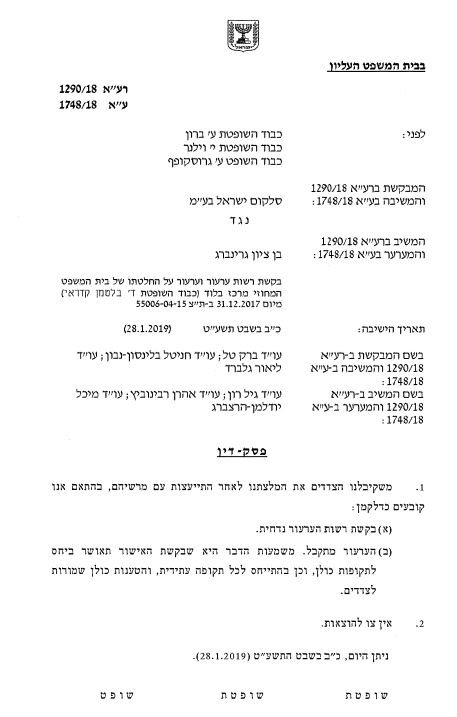 בבית המשפט העליון
רע"א 1290/18
ע"א 1748/18
לפני: כבוד השופטת ע' ברון
כבוד השופטת י' וילנר
כבוד השופט ע' גרוסקופף
המבקשת ברע"א 1290/18
והמשיבה בע"א 1748/18: סלקום ישראל בע"מ
נגד
המשיב ברע"א 1290/18
והמערער בע"א 1748/18: בן ציון גרינברג
בקשת רשות ערעור וערעור על החלטתו של בית המשפט
המחוזי מרכז בלוד (כבוד השופטת ד' בלטמן קדראי)
מיום 31.12.2017 בת"צ 55006-04-15
תאריך הישיבה: כ"ב בשבט תשע"ט (28.1.2019)
בשם המבקשת ב-רע"א עו"ד ברק טל; עו"ד חניטל בלינסון-נבון; עו"ד
1290/18 והמשיבה ב-ע"א ליאור גלברד
1748/18:
בשם המשיב ב-רע"א עו"ד גיל רון; עו"ד אהרן רבינוביץ; עו"ד מיכל
1290/18 והמערער ב-ע"א יודלמן-הרצברג
1748/18:
פסק-דין
1. משקיבלנו הצדדים את המלצתנו לאחר התייעצות עם מרשיהם, בהתאם אנו
קובעים כדלקמן:
(א) בקשת רשות הערעור נדחית.
(ב) הערעור מתקבל. משמעות הדבר היא שבקשת האישור תאושר ביחס
לתקופות כולן, וכן בהתייחס לכל תקופה עתידית, והטענות כולן שמורות
לצדדים.
2. אין צו להוצאות.
ניתן היום, כ"ב בשבט התשע"ט (28.1.2019).
שופטת שופטת שופט